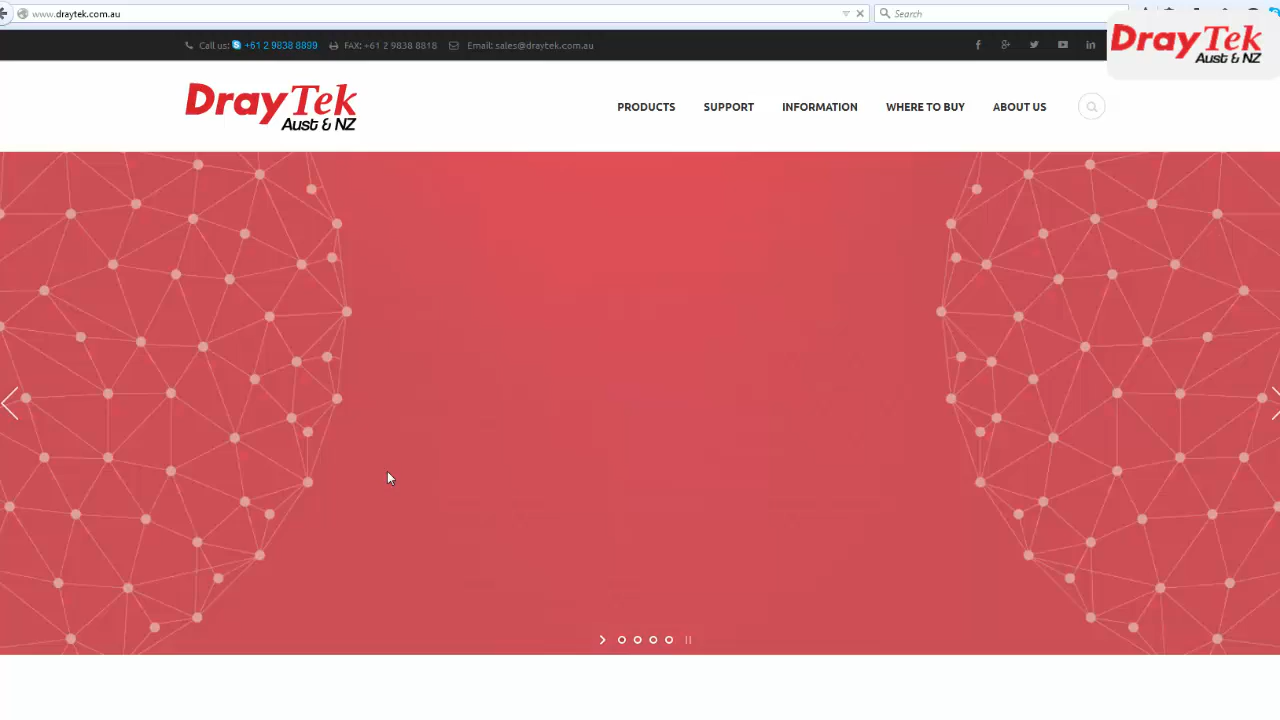 www.draytek.com.au
Search
Call us: +61 2 9838 8899
FAX: +61 2 9838 8818
Email: sales@draytek.com.au
DrayTek
Aust & NZ
DrayTek
Aust & NZ
PRODUCTS
SUPPORT
INFORMATION
WHERE TO BUY
ABOUT US